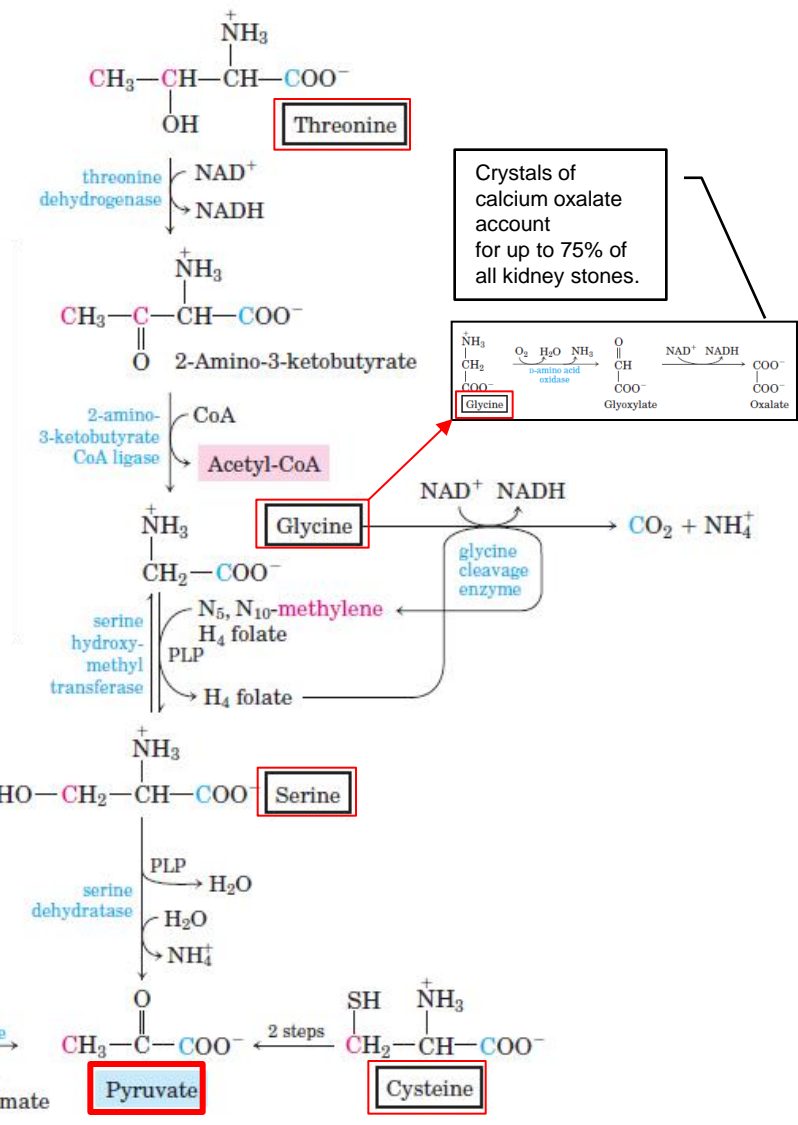 +
NH3
CH3—CH—CH—COO−
OH
Threonine
threonine
dehydrogenase
NAD+
NADH
+
NH3
CH3—C—CH—COO−
O
2-Amino-3-ketobutyrate
2-amino-
3-ketobutyrate
CoA ligase
CoA
Acetyl-CoA
Crystals of
calcium oxalate
account
for up to 75% of
all kidney stones.
+
NH3
CH2
COO−
Glycine
O2 H2O NH3
D-amino acid
oxidase
O
CH
COO−
Glyoxylate
NAD+ NADH
COO−
COO−
Oxalate
+
NH3
CH2—COO−
Glycine
NAD+ NADH
CO2 + NH4+
glycine
cleavage
enzyme
serine
hydroxy-
methyl
transferase
N5, N10-methylene
H4 folate
PLP
H4 folate
+
NH3
HO—CH2—CH—COO−
Serine
serine
dehydratase
PLP
H2O
H2O
NH4+
O
CH3—C—COO−
Pyruvate
2 steps
SH
+
NH3
CH2—CH—COO−
Cysteine
e
mate